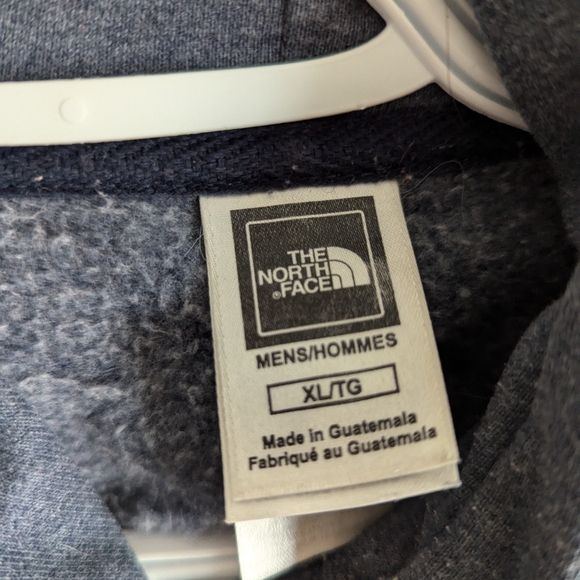 THE
NORTH
®FACE
MENS/HOMMES
XL/TG
Made in Guatemala
Fabriqué au Guatemala